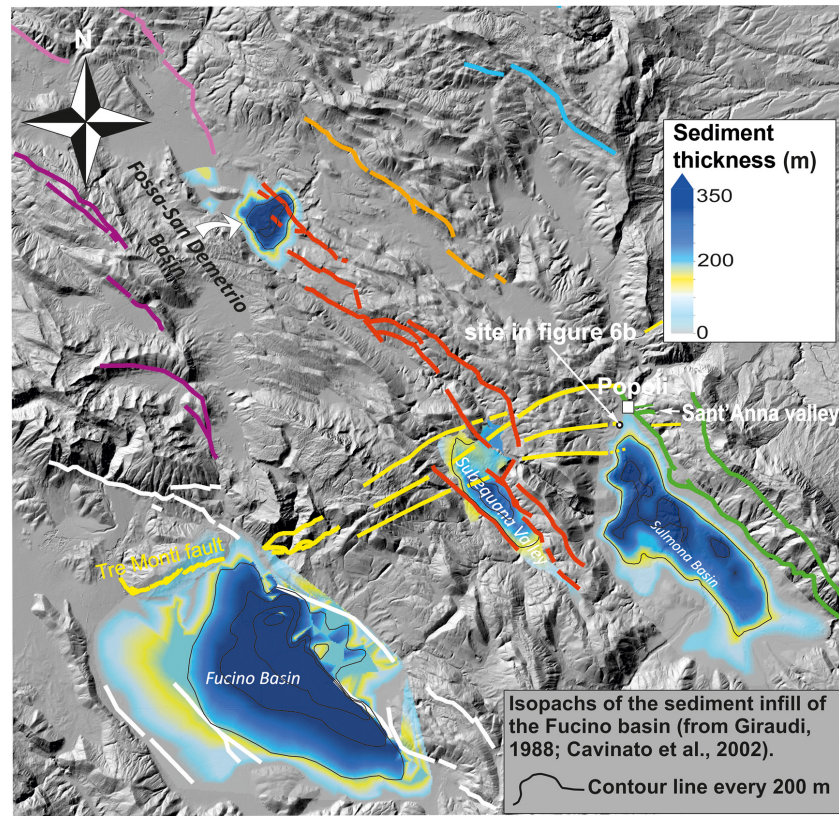 N
Sediment
thickness (m)
350
200
0
Fossa-San Demetrio
Basin
site in figure 6b
Popoli
Sant'Anna valley
Subequana Valley
Sulmona Basin
Tre Monti fault
Fucino Basin
Isopachs of the sediment infill of
the Fucino basin (from Giraudi,
1988; Cavinato et al., 2002).
Contour line every 200 m